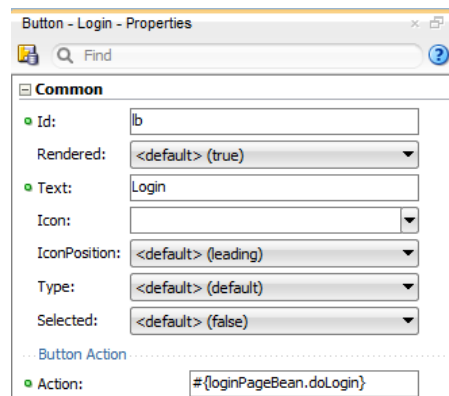 Button - Login - Properties
Find
Common
Id: lb
Rendered: <default> (true)
Text: Login
Icon:
IconPosition: <default> (leading)
Type: <default> (default)
Selected: <default> (false)
Button Action
Action: #{loginPageBean.doLogin}